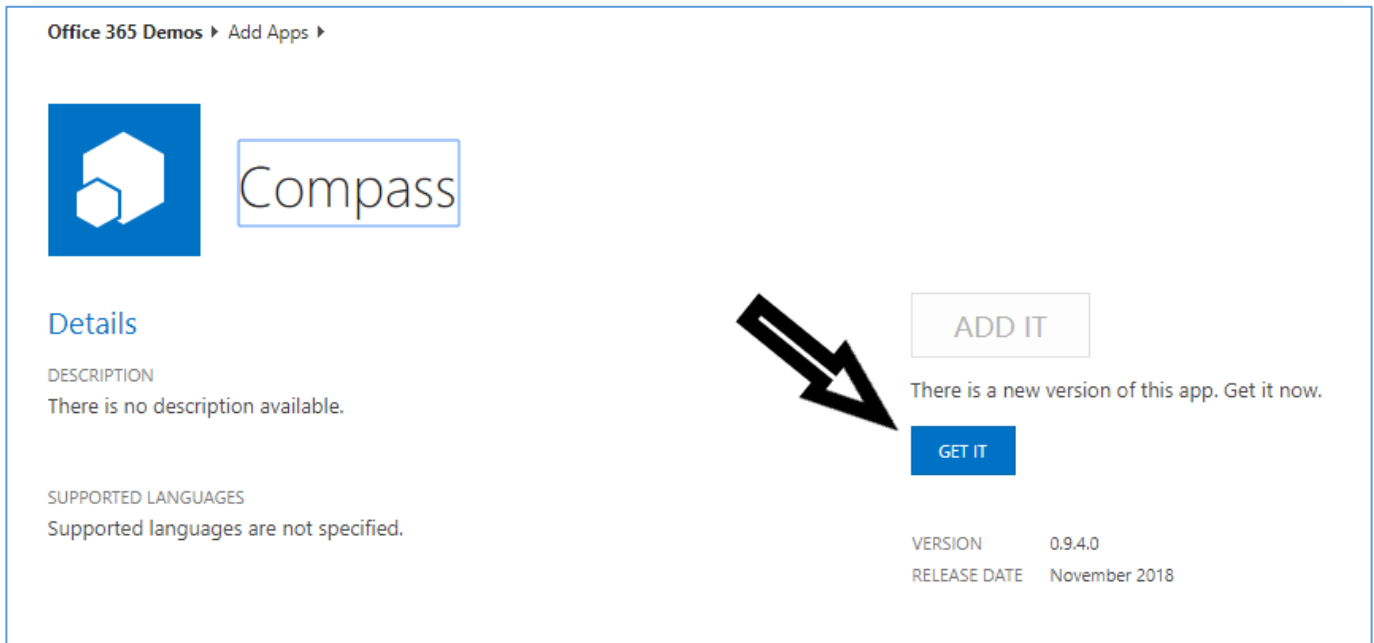 Office 365 Demos ▸ Add Apps ▸
Compass
Details
DESCRIPTION
There is no description available.
SUPPORTED LANGUAGES
Supported languages are not specified.
ADD IT
There is a new version of this app. Get it now.
GET IT
VERSION 0.9.4.0
RELEASE DATE November 2018